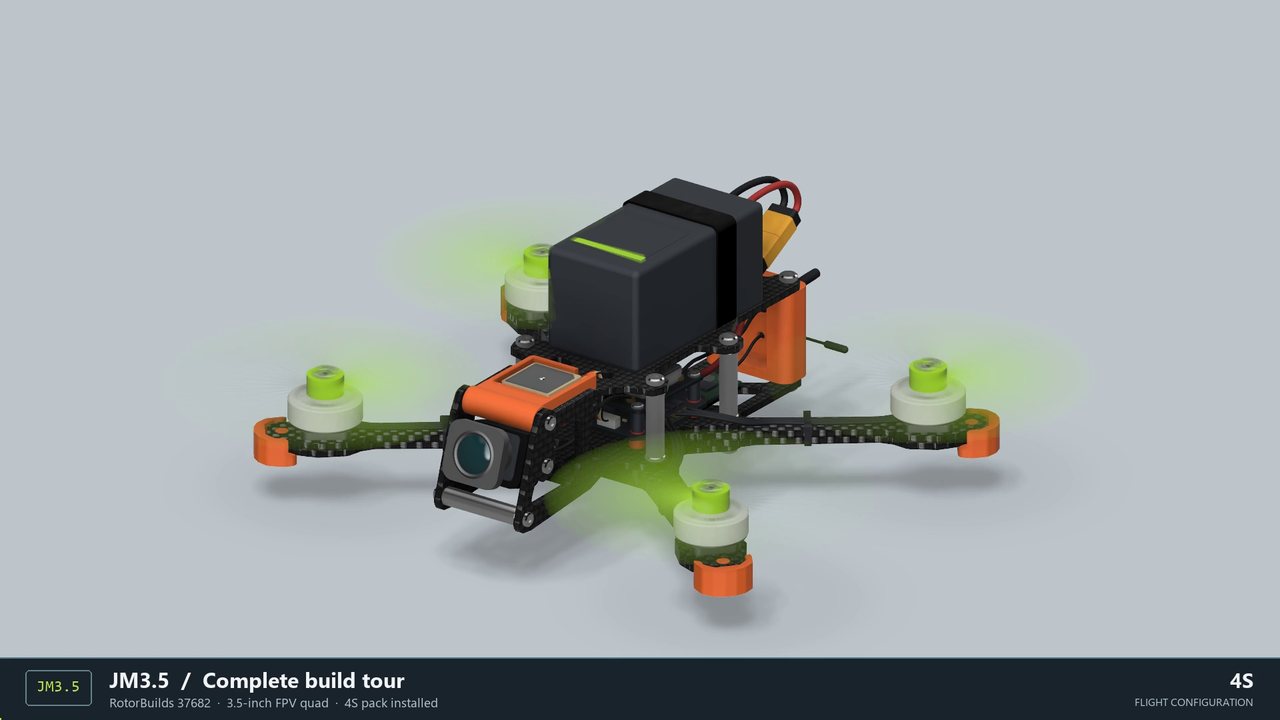 JM3.5
JM3.5 / Complete build tour
RotorBuilds 37682 · 3.5-inch FPV quad · 4S pack installed
4S
FLIGHT CONFIGURATION